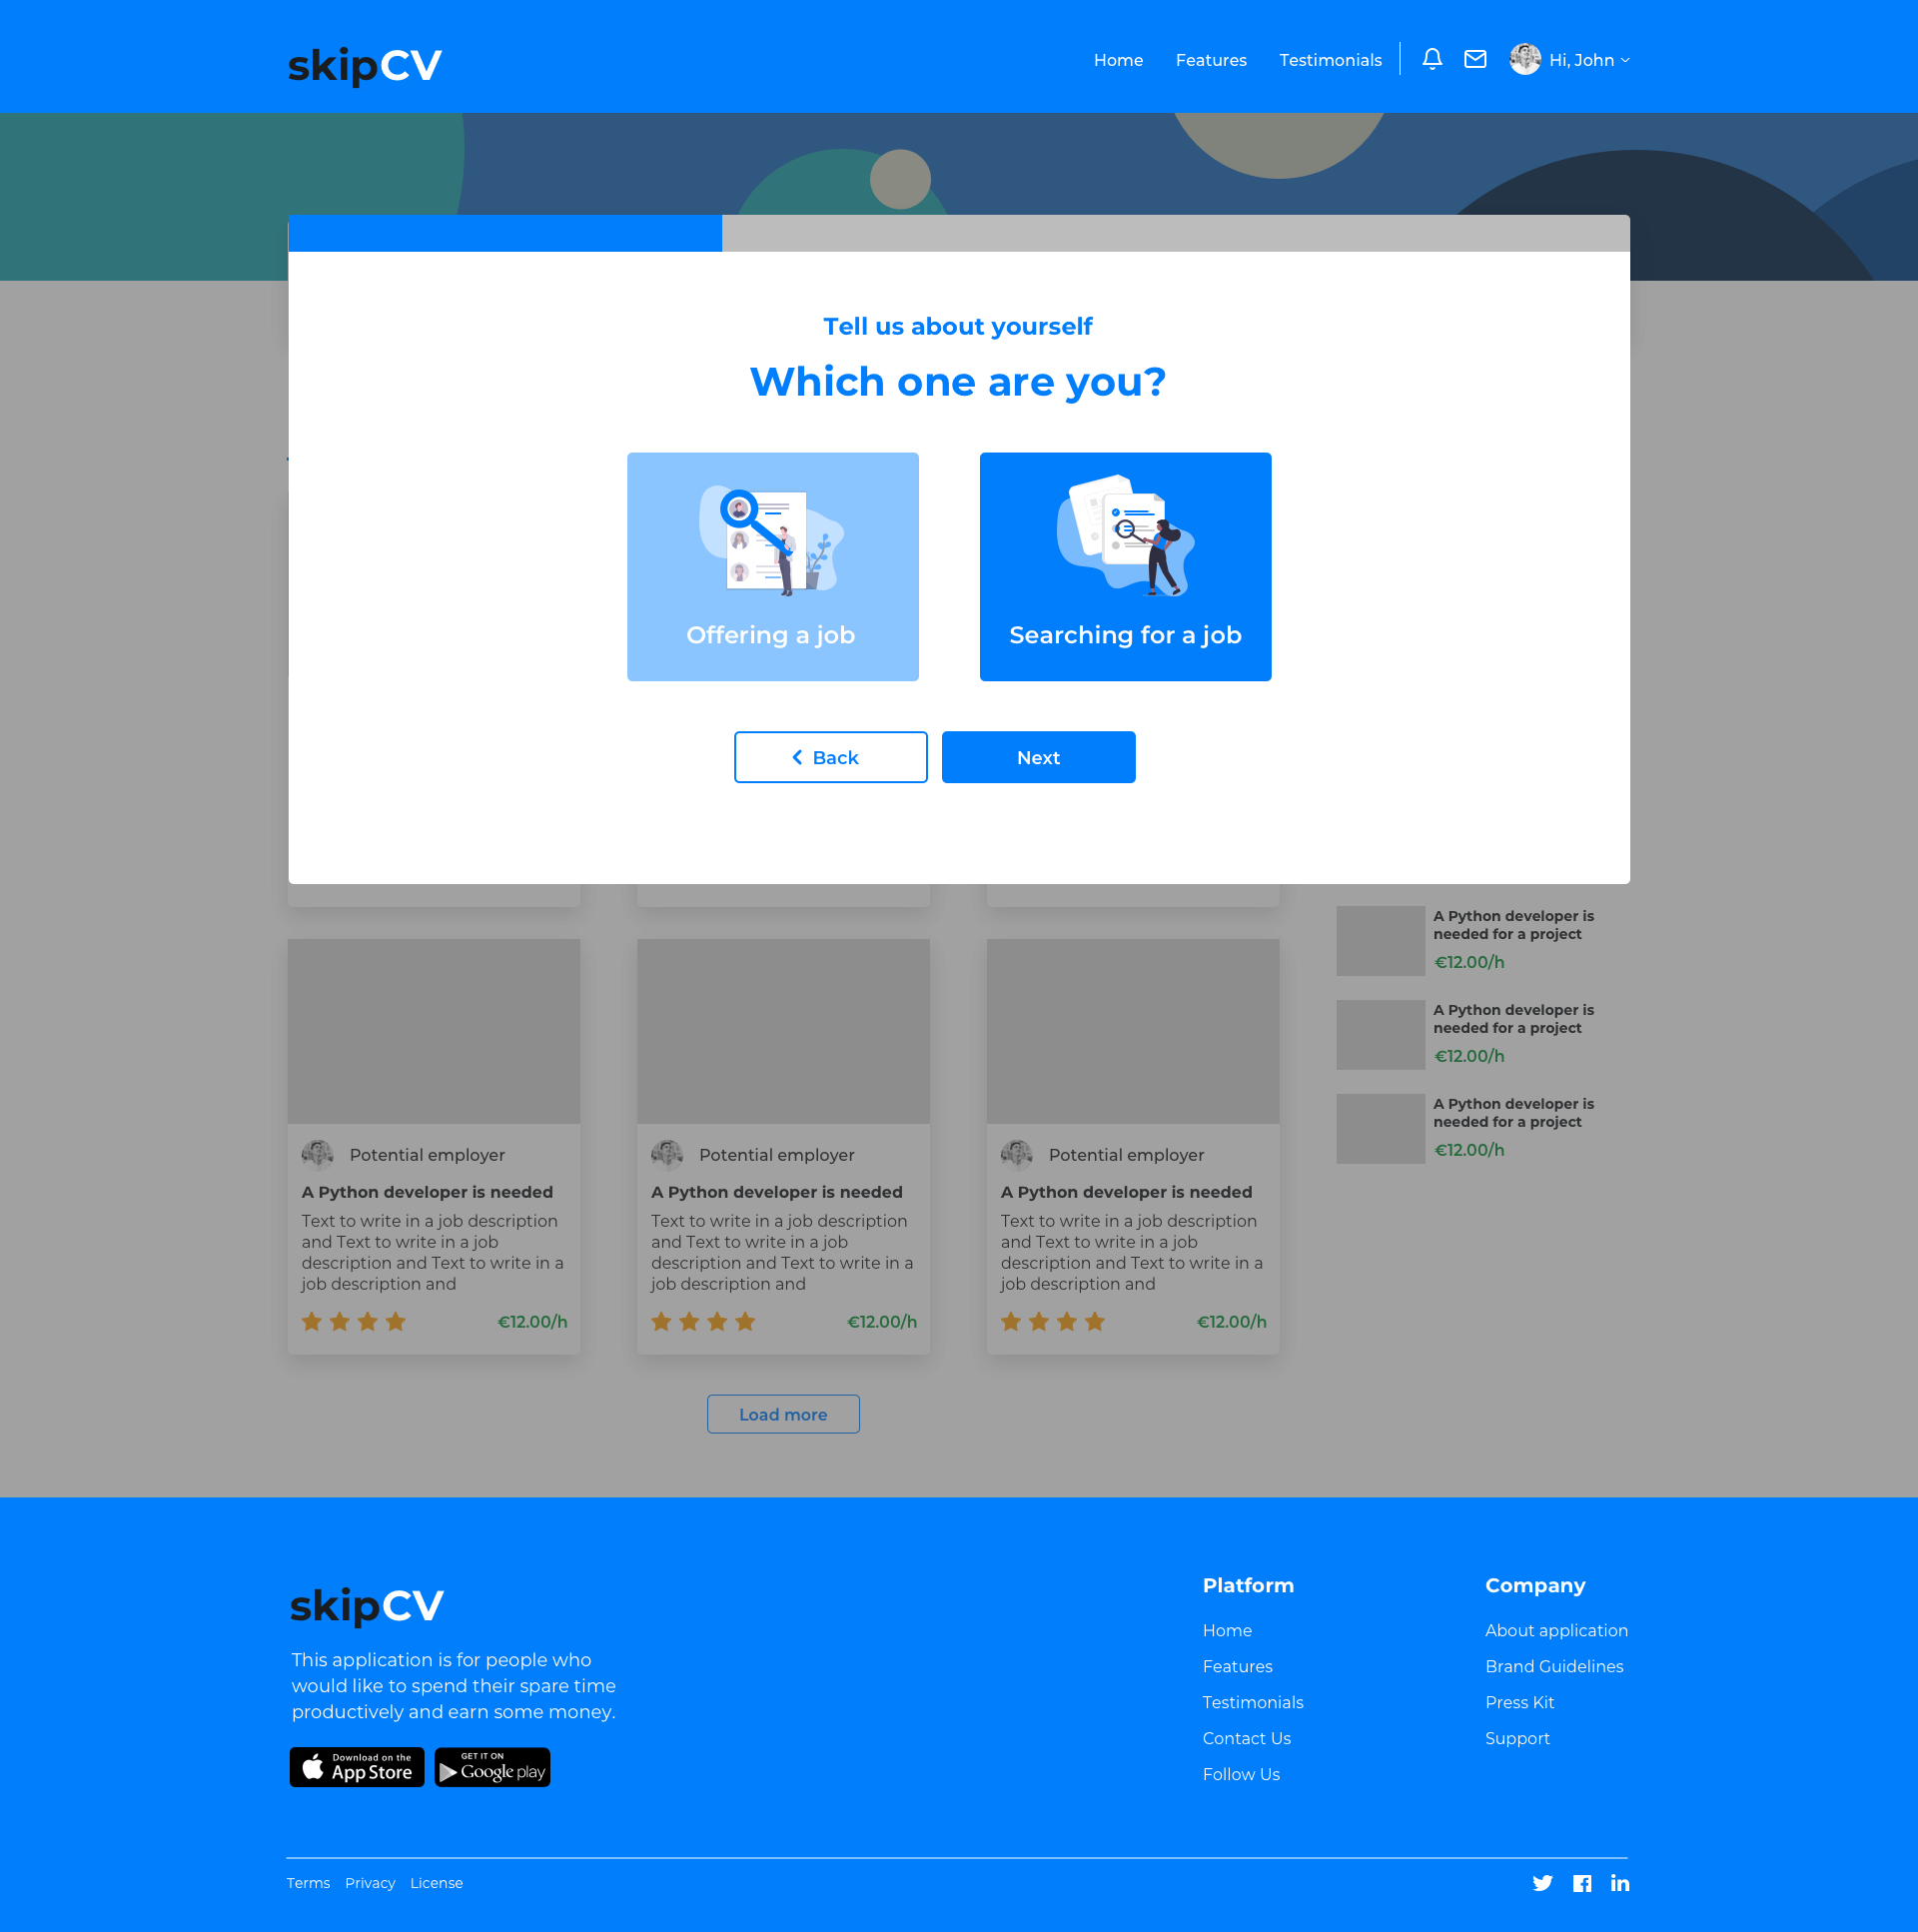 skipCV
Home Features Testimonials Hi, John
Tell us about yourself
Which one are you?
Offering a job
Searching for a job
Back
Next
A Python developer is
needed for a project
€12.00/h
A Python developer is
needed for a project
€12.00/h
A Python developer is
needed for a project
€12.00/h
Potential employer
A Python developer is needed
Text to write in a job description
and Text to write in a job
description and Text to write in a
job description and
€12.00/h
Potential employer
A Python developer is needed
Text to write in a job description
and Text to write in a job
description and Text to write in a
job description and
€12.00/h
Potential employer
A Python developer is needed
Text to write in a job description
and Text to write in a job
description and Text to write in a
job description and
€12.00/h
Load more
skipCV
This application is for people who
would like to spend their spare time
productively and earn some money.
Download on the
App Store
GET IT ON
Google play
Platform
Home
Features
Testimonials
Contact Us
Follow Us
Company
About application
Brand Guidelines
Press Kit
Support
Terms Privacy License